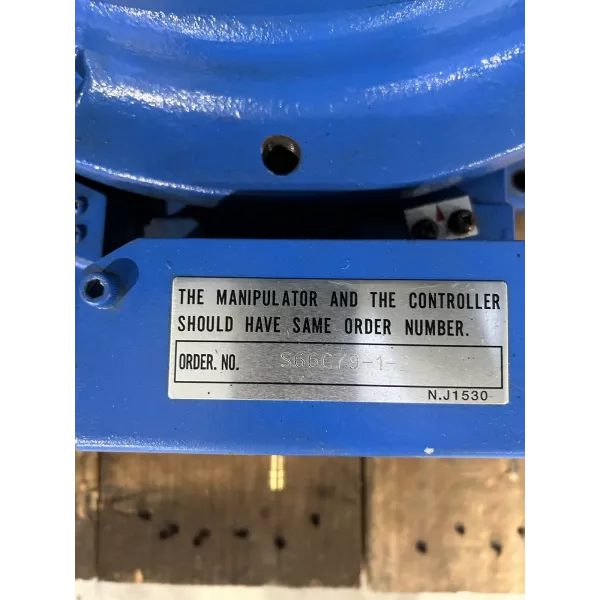 THE MANIPULATOR AND THE CONTROLLER
SHOULD HAVE SAME ORDER NUMBER.
ORDER. NO.
N.J1530